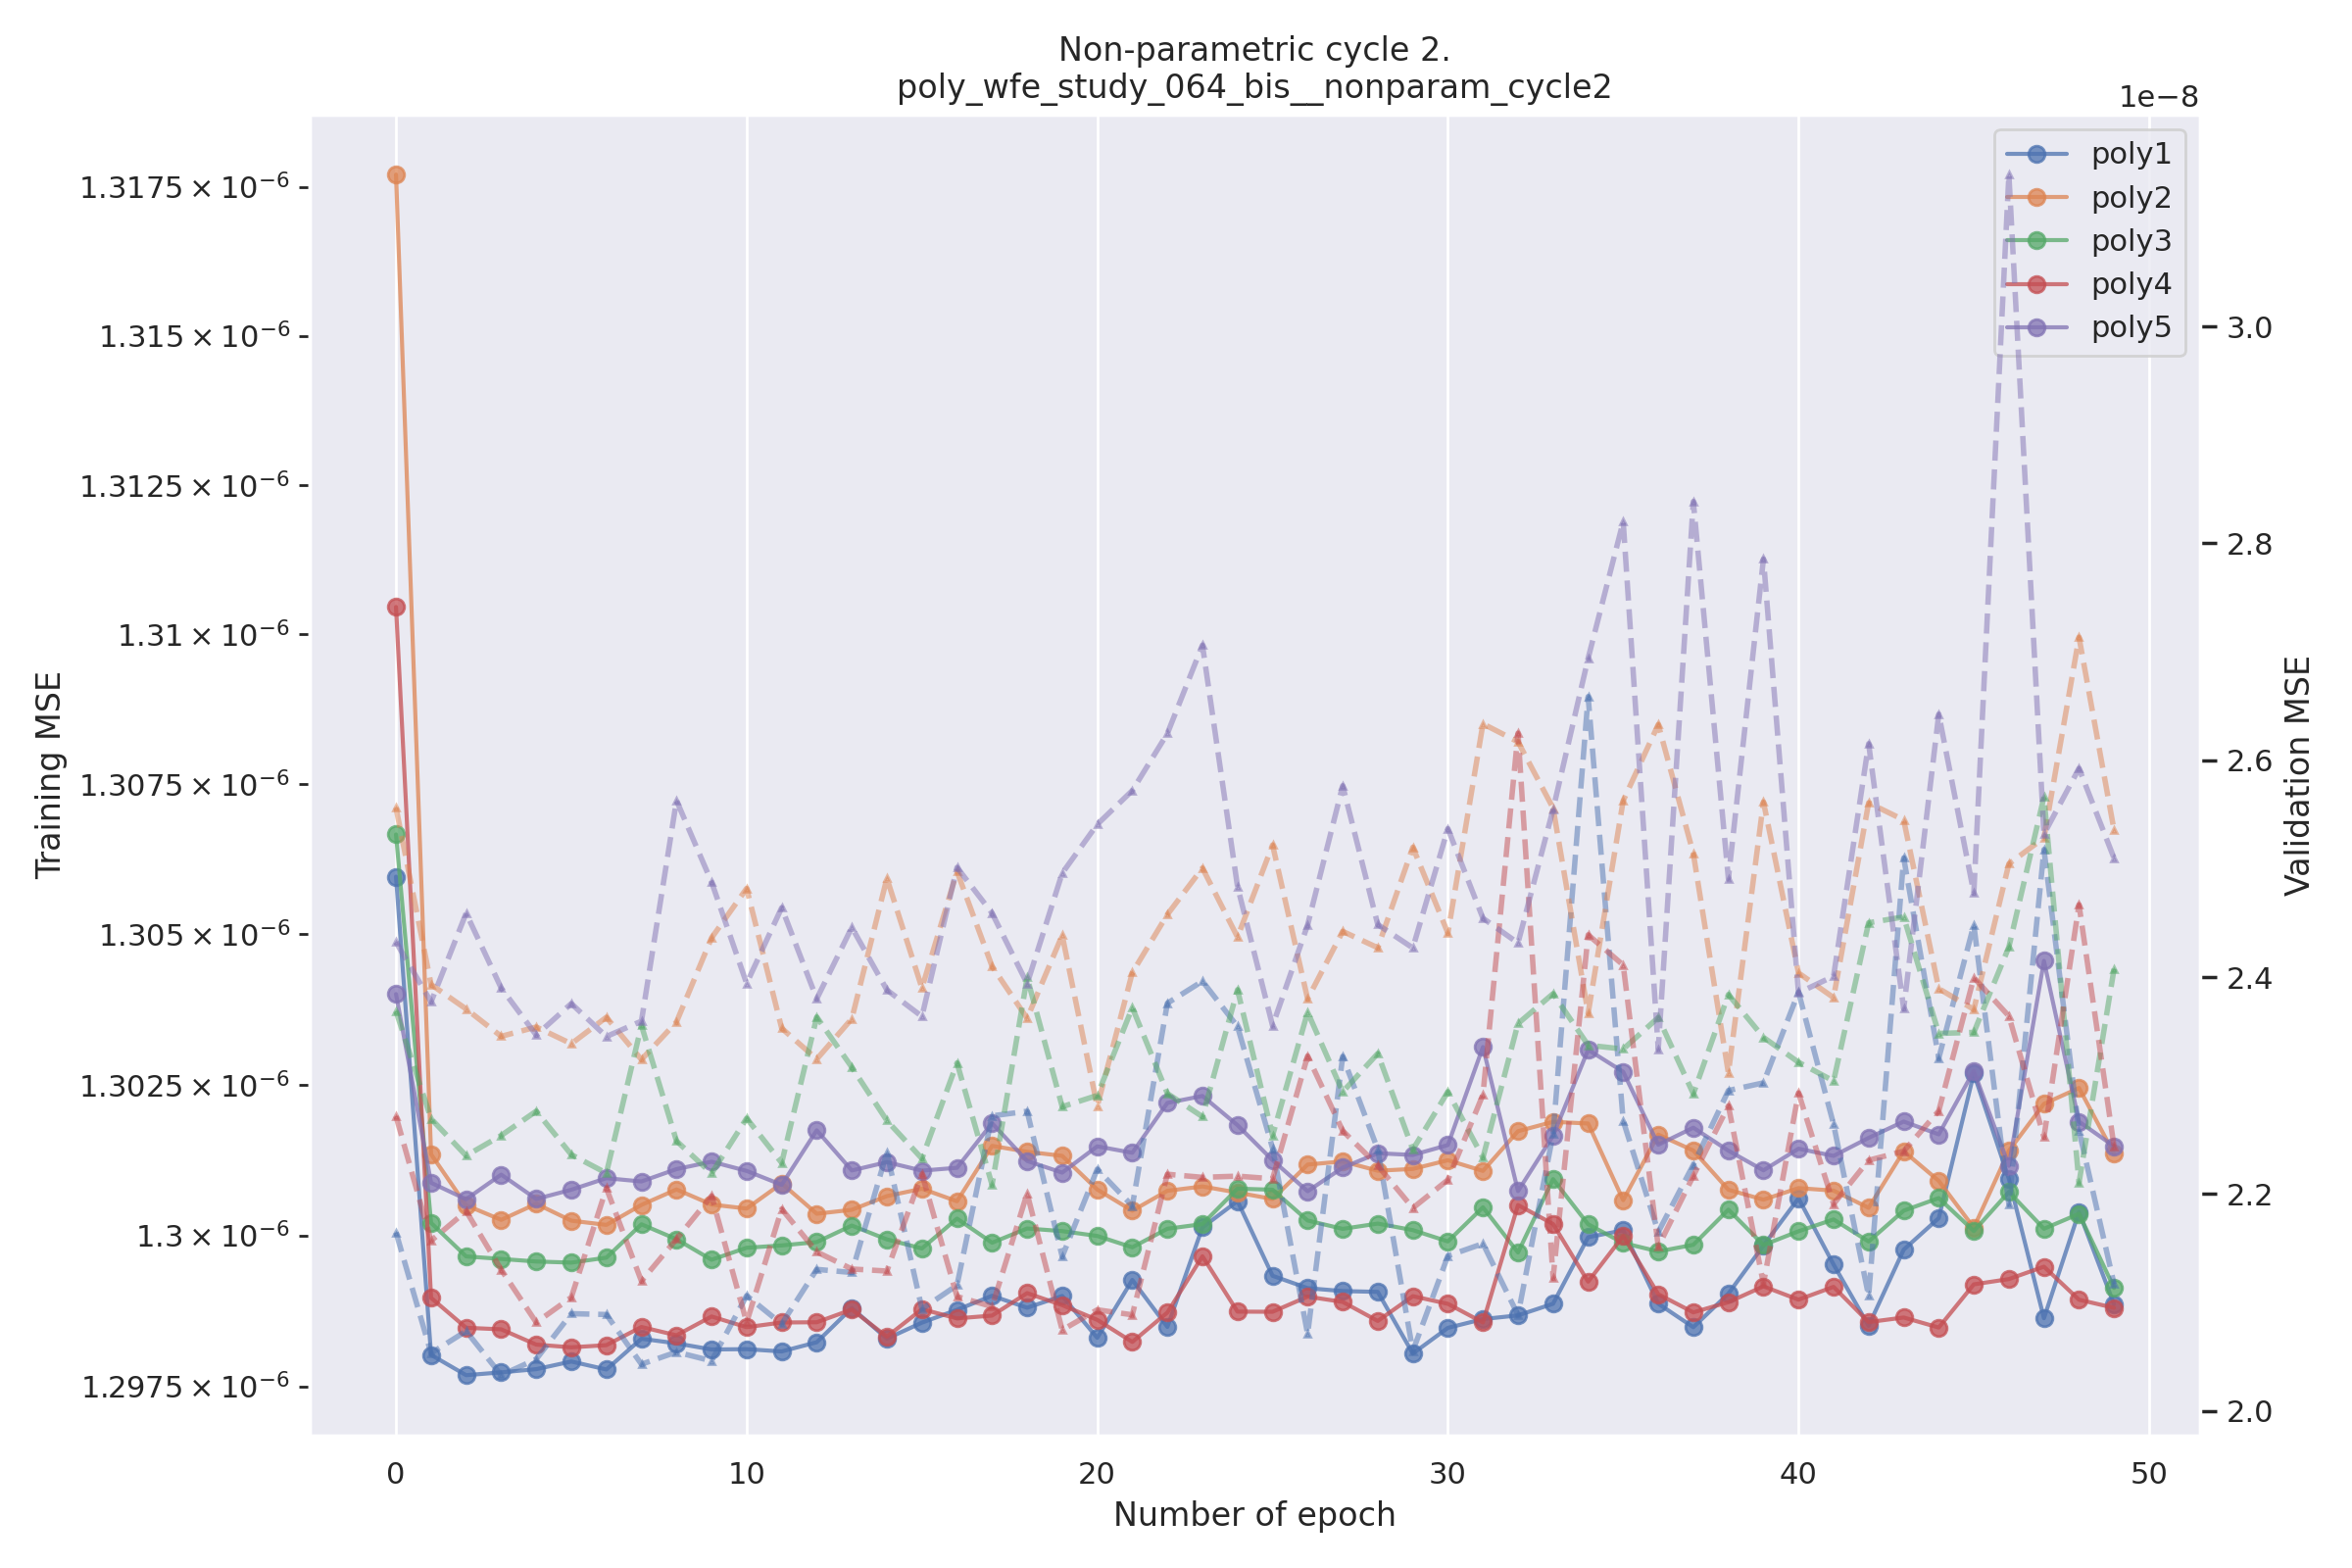 Non-parametric cycle 2.
poly_wfe_study_064_bis__nonparam_cycle2
1e−8
poly1
poly2
poly3
poly4
poly5
Training MSE
1.3175 × 10⁻⁶
1.315 × 10⁻⁶
1.3125 × 10⁻⁶
1.31 × 10⁻⁶
1.3075 × 10⁻⁶
1.305 × 10⁻⁶
1.3025 × 10⁻⁶
1.3 × 10⁻⁶
1.2975 × 10⁻⁶
3.0
2.8
2.6
2.4
2.2
2.0
Validation MSE
0 10 20 30 40 50
Number of epoch